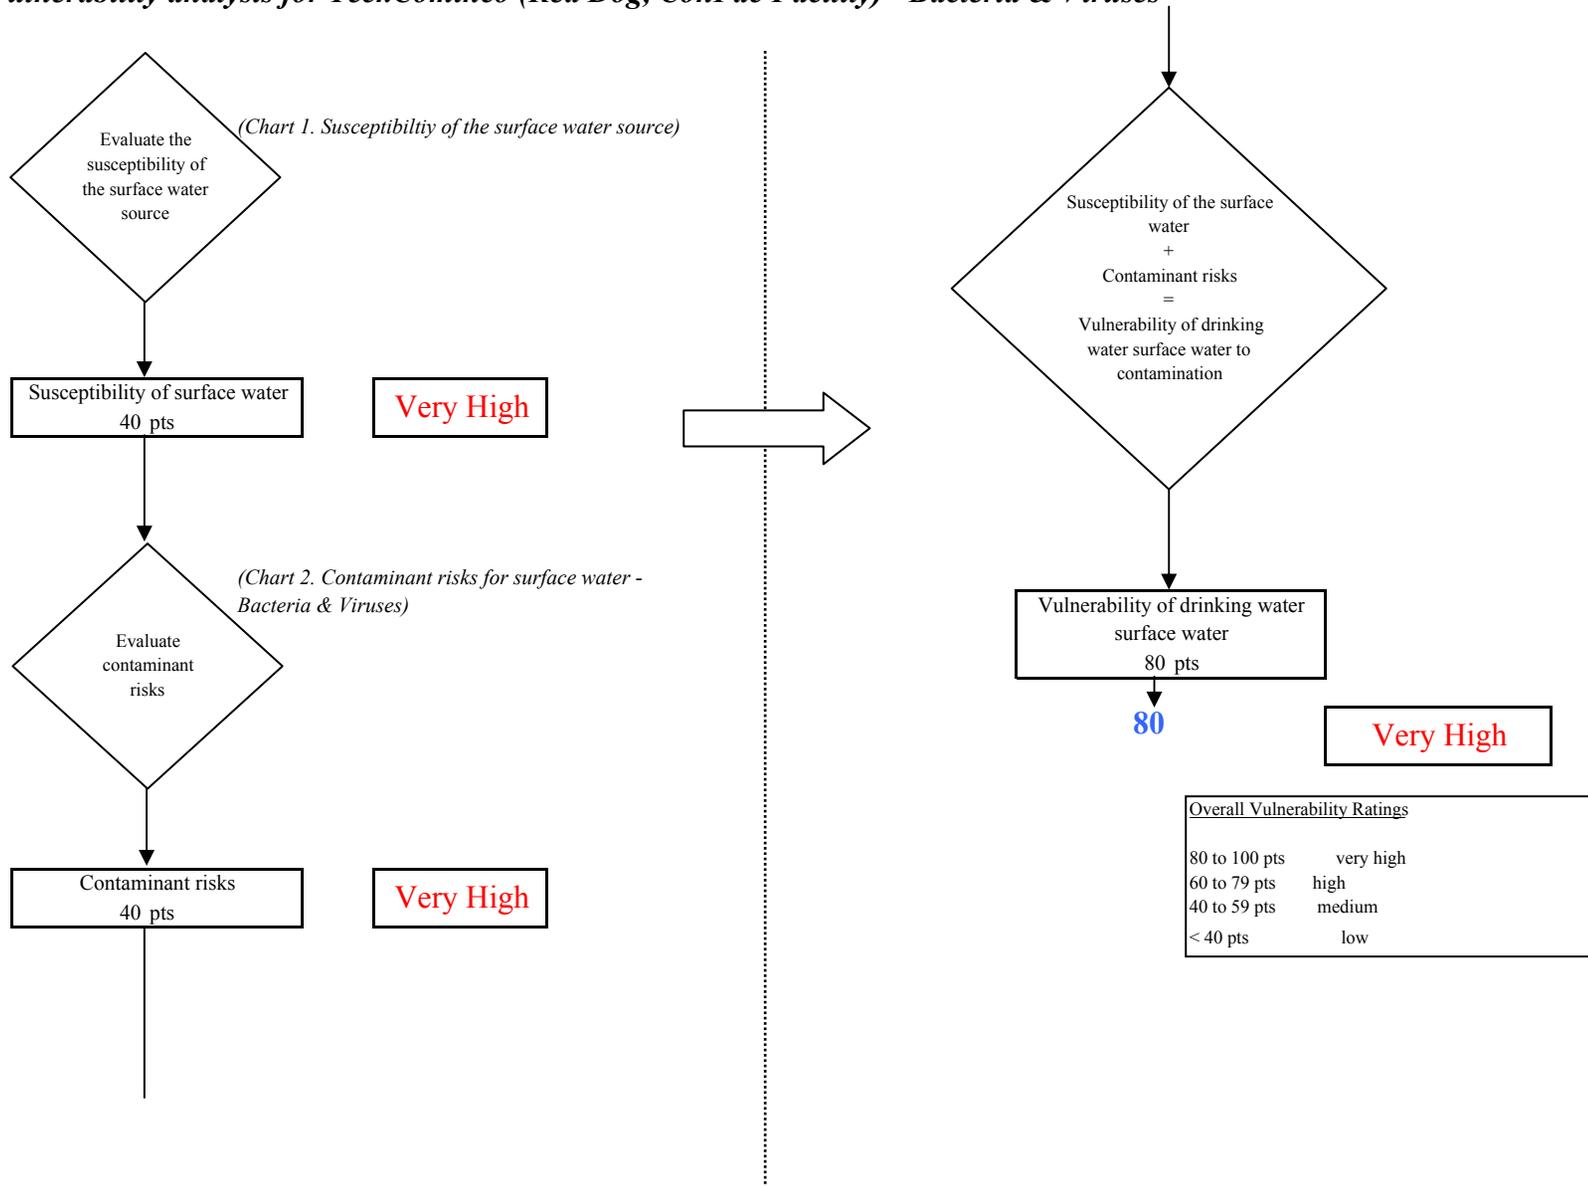 analysis for
Bacteria & Viruses
Evaluate the
susceptibility of
the surface water
source
(Chart 1. Susceptibiltiy of the surface water source)
Susceptibility of surface water
40 pts
Very High
(Chart 2. Contaminant risks for surface water -
Bacteria & Viruses)
Evaluate
contaminant
risks
Contaminant risks
40 pts
Very High
Susceptibility of the surface
water
+
Contaminant risks
=
Vulnerability of drinking
water surface water to
contamination
Vulnerability of drinking water
surface water
80 pts
80
Very High
Overall Vulnerability Ratings
80 to 100 pts very high
60 to 79 pts high
40 to 59 pts medium
< 40 pts low